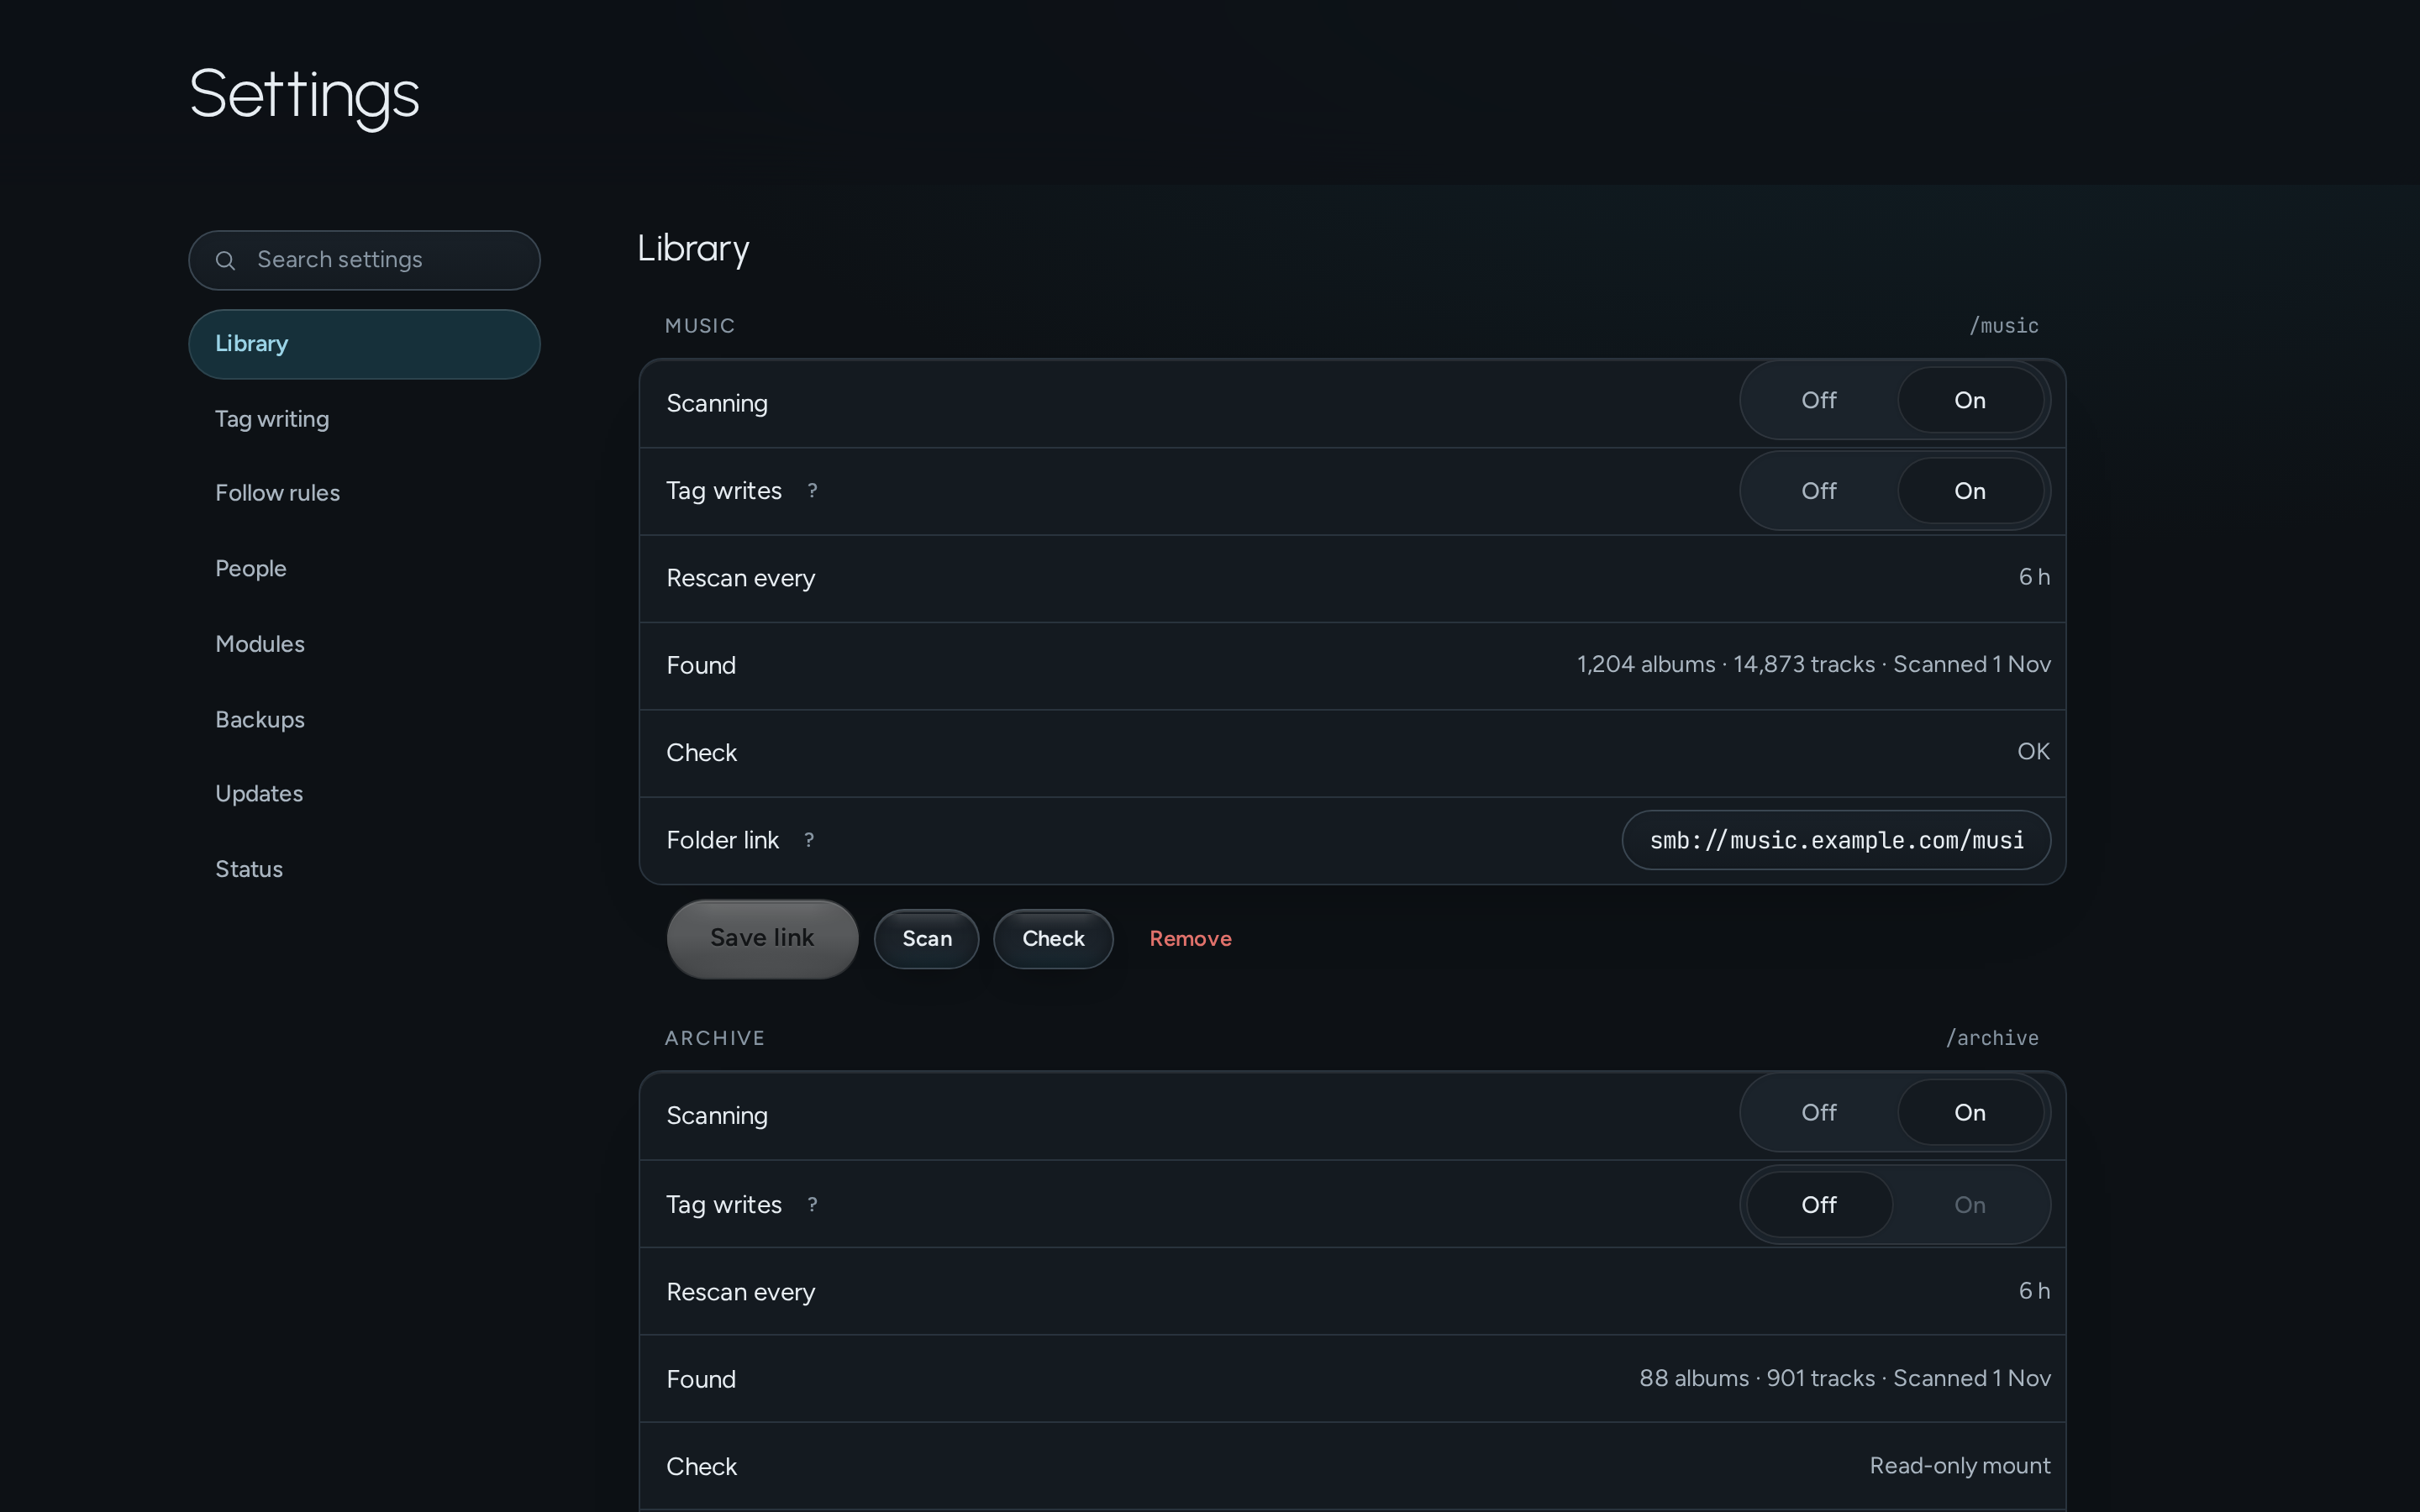 Settings
Search settings
Library
Tag writing
Follow rules
People
Modules
Backups
Updates
Status
Library
MUSIC /music
Scanning Off On
Tag writes ? Off On
Rescan every 6 h
Found 1,204 albums · 14,873 tracks · Scanned 1 Nov
Check OK
Folder link ? smb://music.example.com/musi
Save link Scan Check Remove
ARCHIVE /archive
Scanning Off On
Tag writes ? Off On
Rescan every 6 h
Found 88 albums · 901 tracks · Scanned 1 Nov
Check Read-only mount